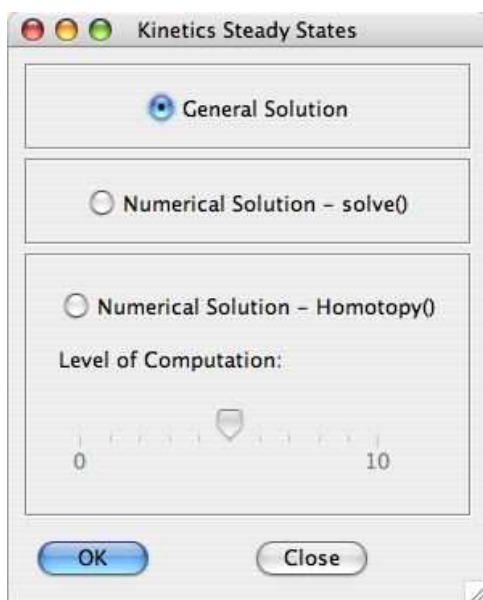 Kinetics Steady States
General Solution
Numerical Solution – solve()
Numerical Solution – Homotopy()
Level of Computation:
0 10
OK Close